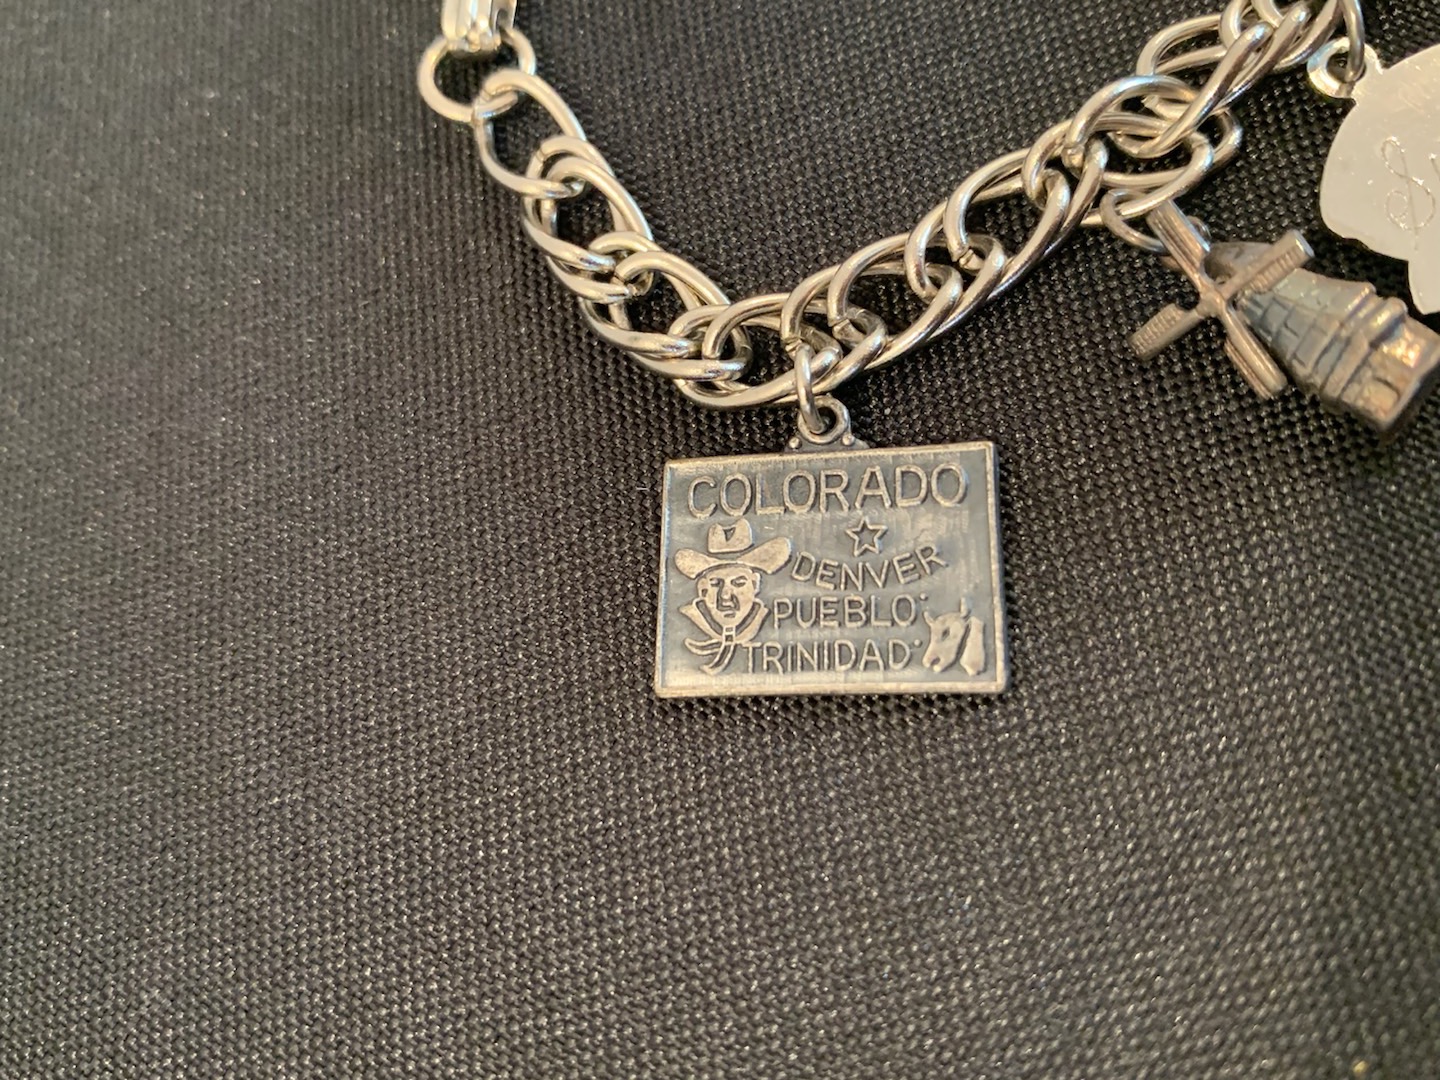 COLORADO
DENVER
PUEBLO
TRINIDAD